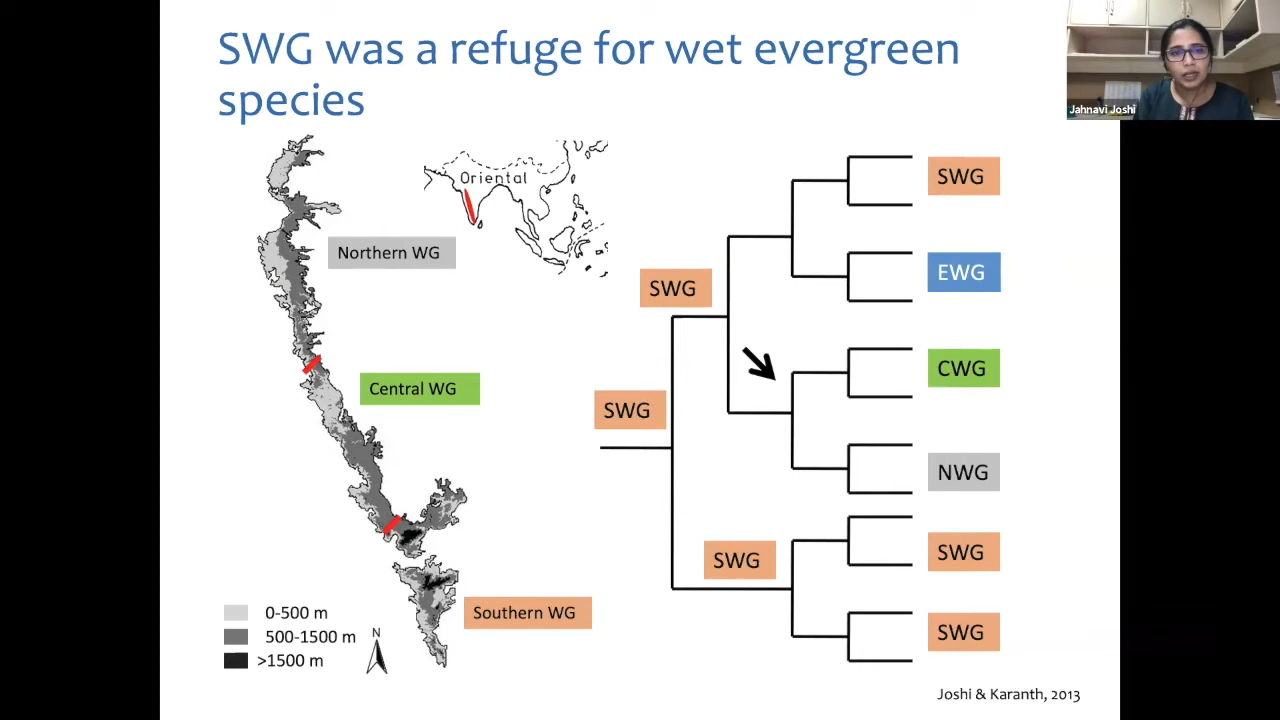 SWG was a refuge for wet evergreen
species
Jahnavi Joshi
Oriental
Northern WG
Central WG
Southern WG
0-500 m
500-1500 m
>1500 m
N
SWG
SWG
SWG
SWG
EWG
CWG
NWG
SWG
SWG
Joshi & Karanth, 2013